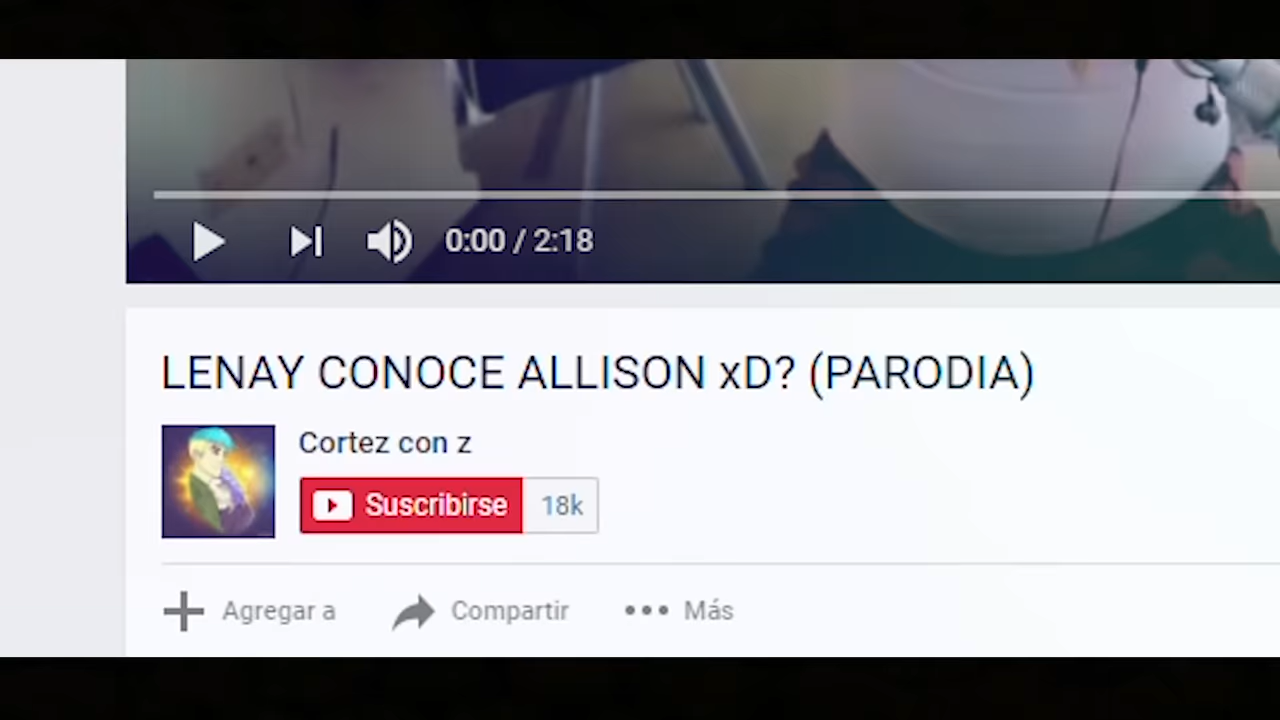 0:00 / 2:18
LENAY CONOCE ALLISON xD? (PARODIA)
Cortez con z
Suscribirse 18k
Agregar a Compartir Más